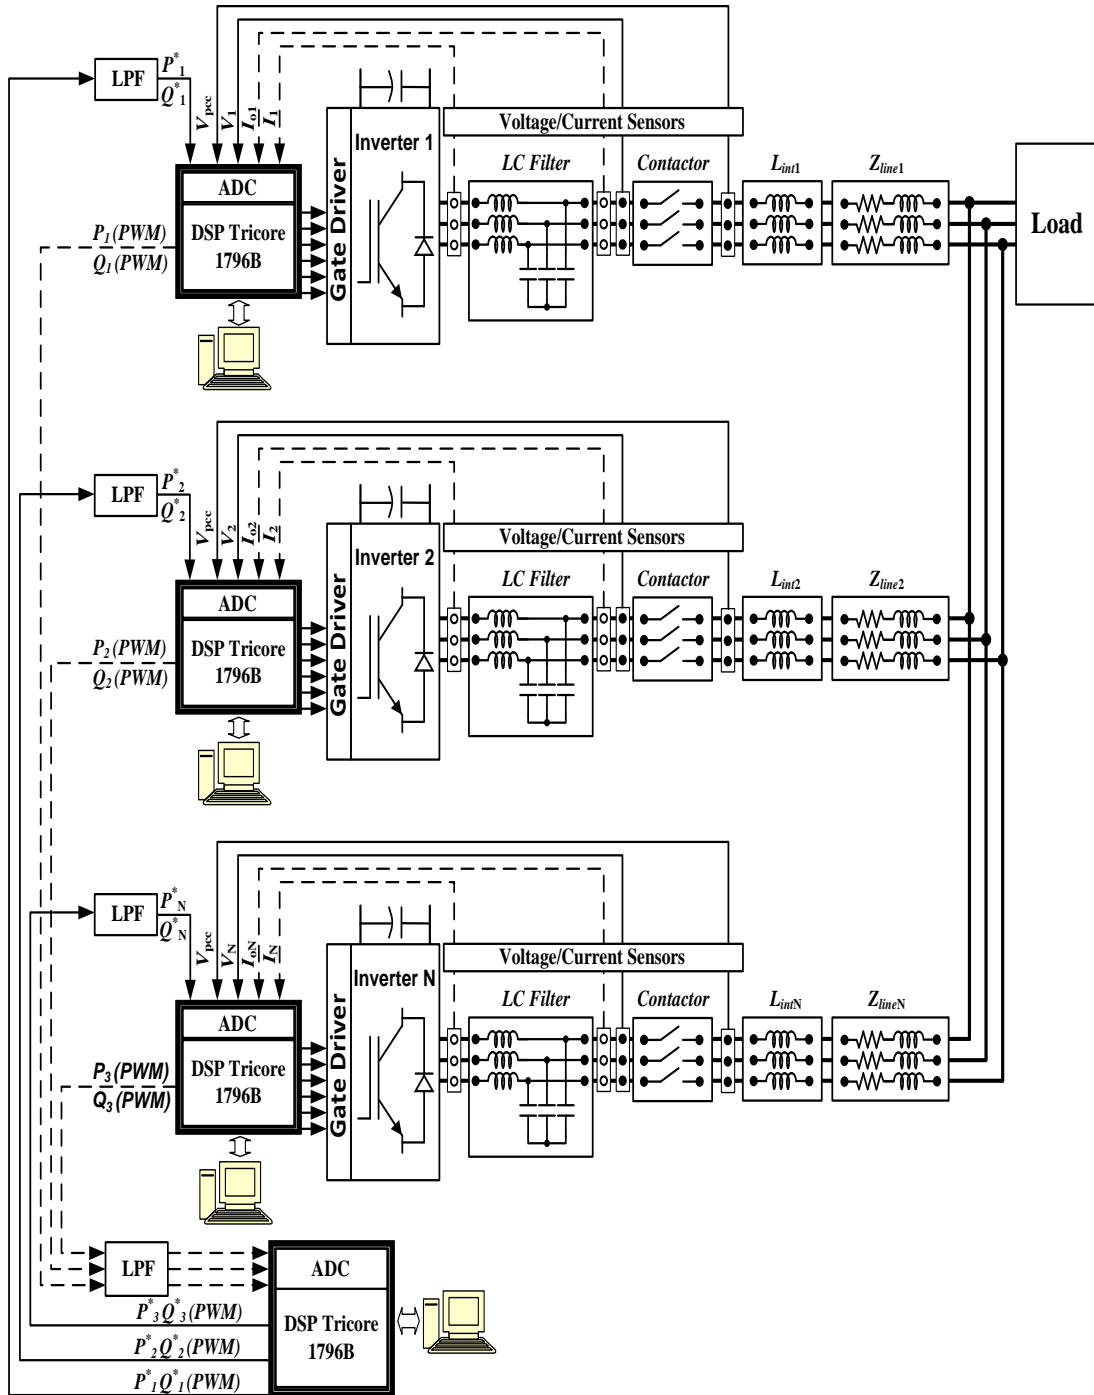 LPF
P*1
Q*1
Vpcc
V1
Io1
I1
Voltage/Current Sensors
Inverter 1
Gate Driver
LC Filter
Contactor
Lint1
Zline1
Load
ADC
DSP Tricore
1796B
P1(PWM)
Q1(PWM)
LPF
P*2
Q*2
Vpcc
V2
Io2
I2
Voltage/Current Sensors
Inverter 2
Gate Driver
LC Filter
Contactor
Lint2
Zline2
ADC
DSP Tricore
1796B
P2(PWM)
Q2(PWM)
LPF
P*N
Q*N
Vpcc
VN
IoN
IN
Voltage/Current Sensors
Inverter N
Gate Driver
LC Filter
Contactor
LintN
ZlineN
ADC
DSP Tricore
1796B
P3(PWM)
Q3(PWM)
LPF
ADC
DSP Tricore
1796B
P*3Q*3(PWM)
P*2Q*2(PWM)
P*1Q*1(PWM)